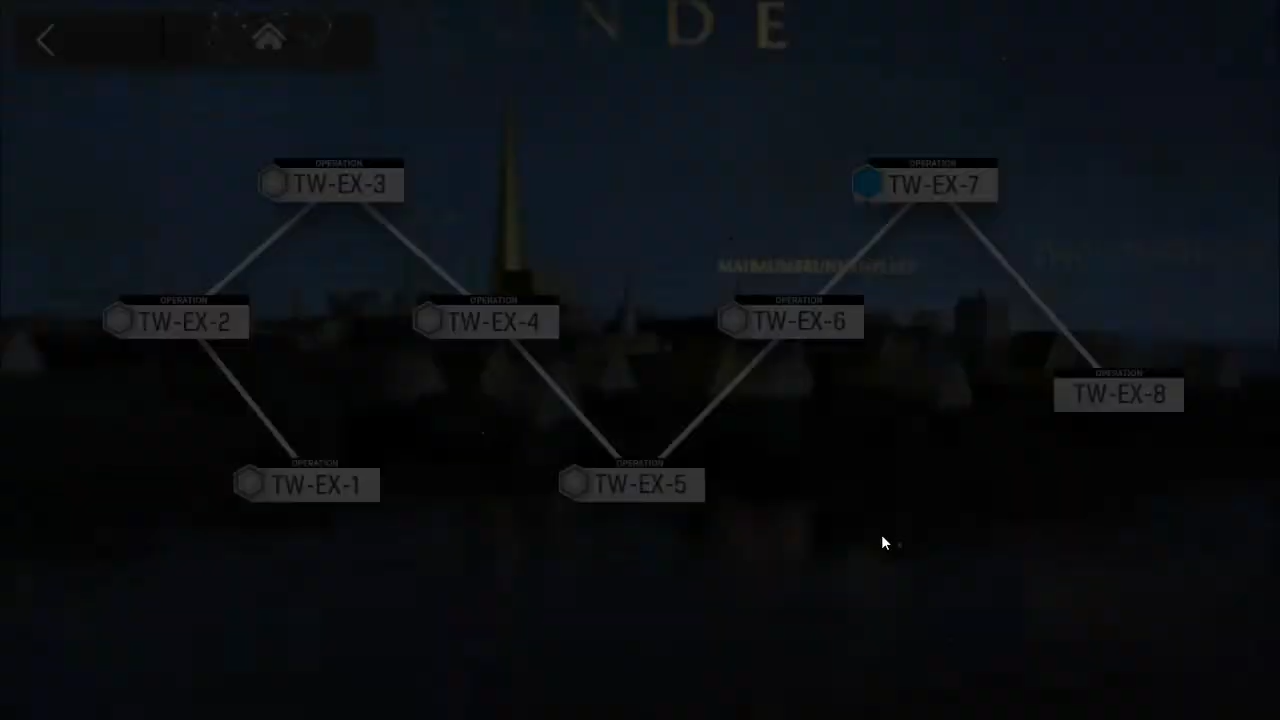 N D E
OPERATION
TW-EX-3
OPERATION
TW-EX-7
OPERATION
TW-EX-2
OPERATION
TW-EX-4
OPERATION
TW-EX-6
OPERATION
TW-EX-8
OPERATION
TW-EX-1
OPERATION
TW-EX-5